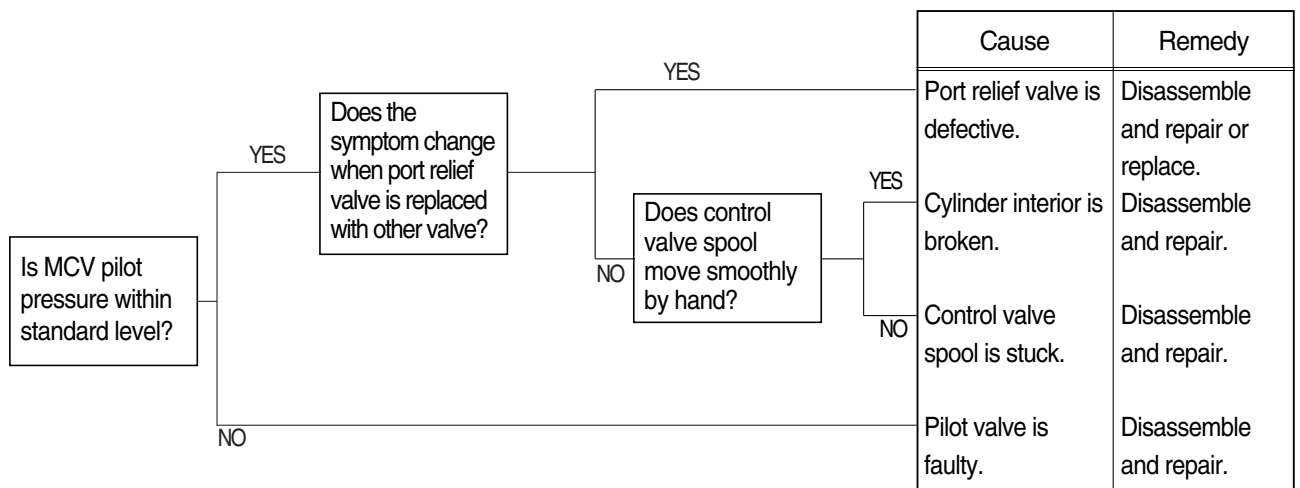 Cause
Remedy
YES
Port relief valve is
defective.
Disassemble
and repair or
replace.
Does the
symptom change
when port relief
valve is replaced
with other valve?
YES
YES
Does control
valve spool
move smoothly
by hand?
NO
Cylinder interior is
broken.
Disassemble
and repair.
Is MCV pilot
pressure within
standard level?
NO
Control valve
spool is stuck.
Disassemble
and repair.
NO
Pilot valve is
faulty.
Disassemble
and repair.